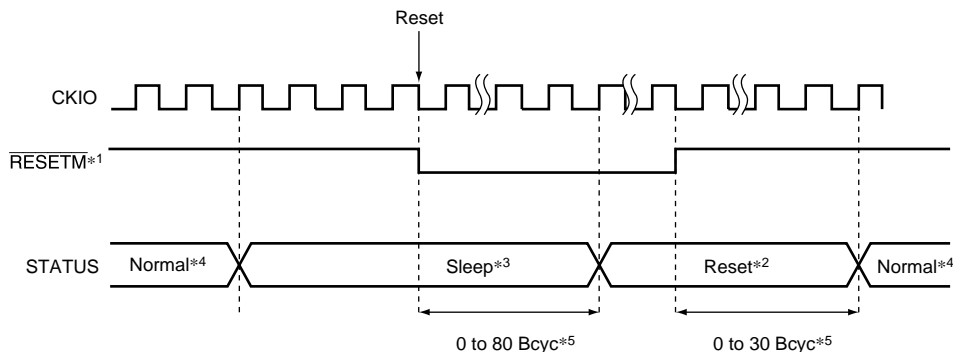 Reset
CKIO
RESETM*1
STATUS
Normal*4
Sleep*3
Reset*2
Normal*4
0 to 80 Bcyc*5
0 to 30 Bcyc*5